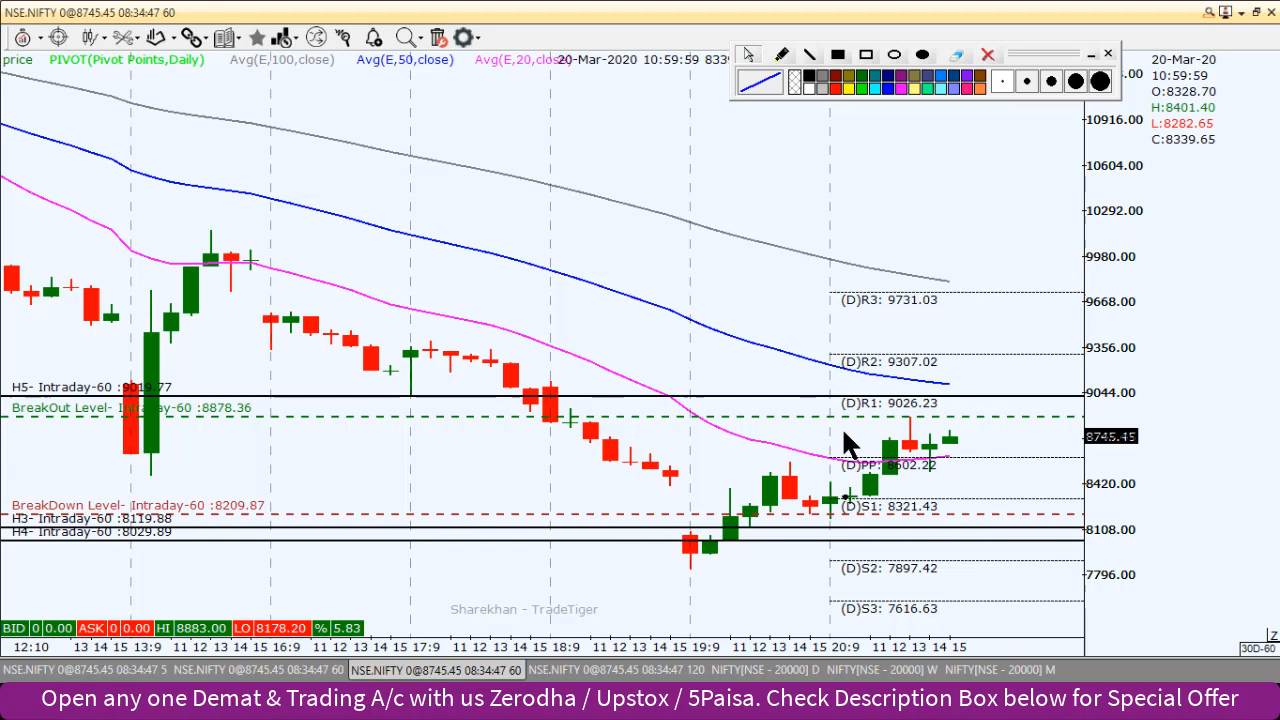 NSE.NIFTY 0@8745.45 08:34:47 60
price PIVOT(Pivot Points,Daily) Avg(E,100,close) Avg(E,50,close) Avg(E,20,close) 20-Mar-2020 10:59:59
20-Mar-20
10:59:59
O:8328.70
H:8401.40
L:8282.65
C:8339.65
10916.00
10604.00
10292.00
9980.00
9668.00
9356.00
9044.00
8745.45
8420.00
8108.00
7796.00
(D)R3: 9731.03
(D)R2: 9307.02
H5- Intraday-60 :9019.77
(D)R1: 9026.23
BreakOut Level- Intraday-60 :8878.36
(D)PP: 8602.22
BreakDown Level- Intraday-60 :8209.87
(D)S1: 8321.43
H3- Intraday-60 :8119.88
H4- Intraday-60 :8029.89
(D)S2: 7897.42
(D)S3: 7616.63
Sharekhan - TradeTiger
BID 0 0.00 ASK 0 0.00 HI 8883.00 LO 8178.20 % 5.83
Z
12:10 13 14 15 13:9 11 12 13 14 15 16:9 11 12 13 14 15 17:9 11 12 13 14 15 18:9 11 12 13 14 15 19:9 11 12 13 14 15 20:9 11 12 13 14 15
30D-60
NSE.NIFTY 0@8745.45 08:34:47 5 NSE.NIFTY 0@8745.45 08:34:47 60 NSE.NIFTY 0@8745.45 08:34:47 60 NSE.NIFTY 0@8745.45 08:34:47 120 NIFTY[NSE - 20000] D NIFTY[NSE - 20000] W NIFTY[NSE - 20000] M
Open any one Demat & Trading A/c with us Zerodha / Upstox / 5Paisa. Check Description Box below for Special Offer